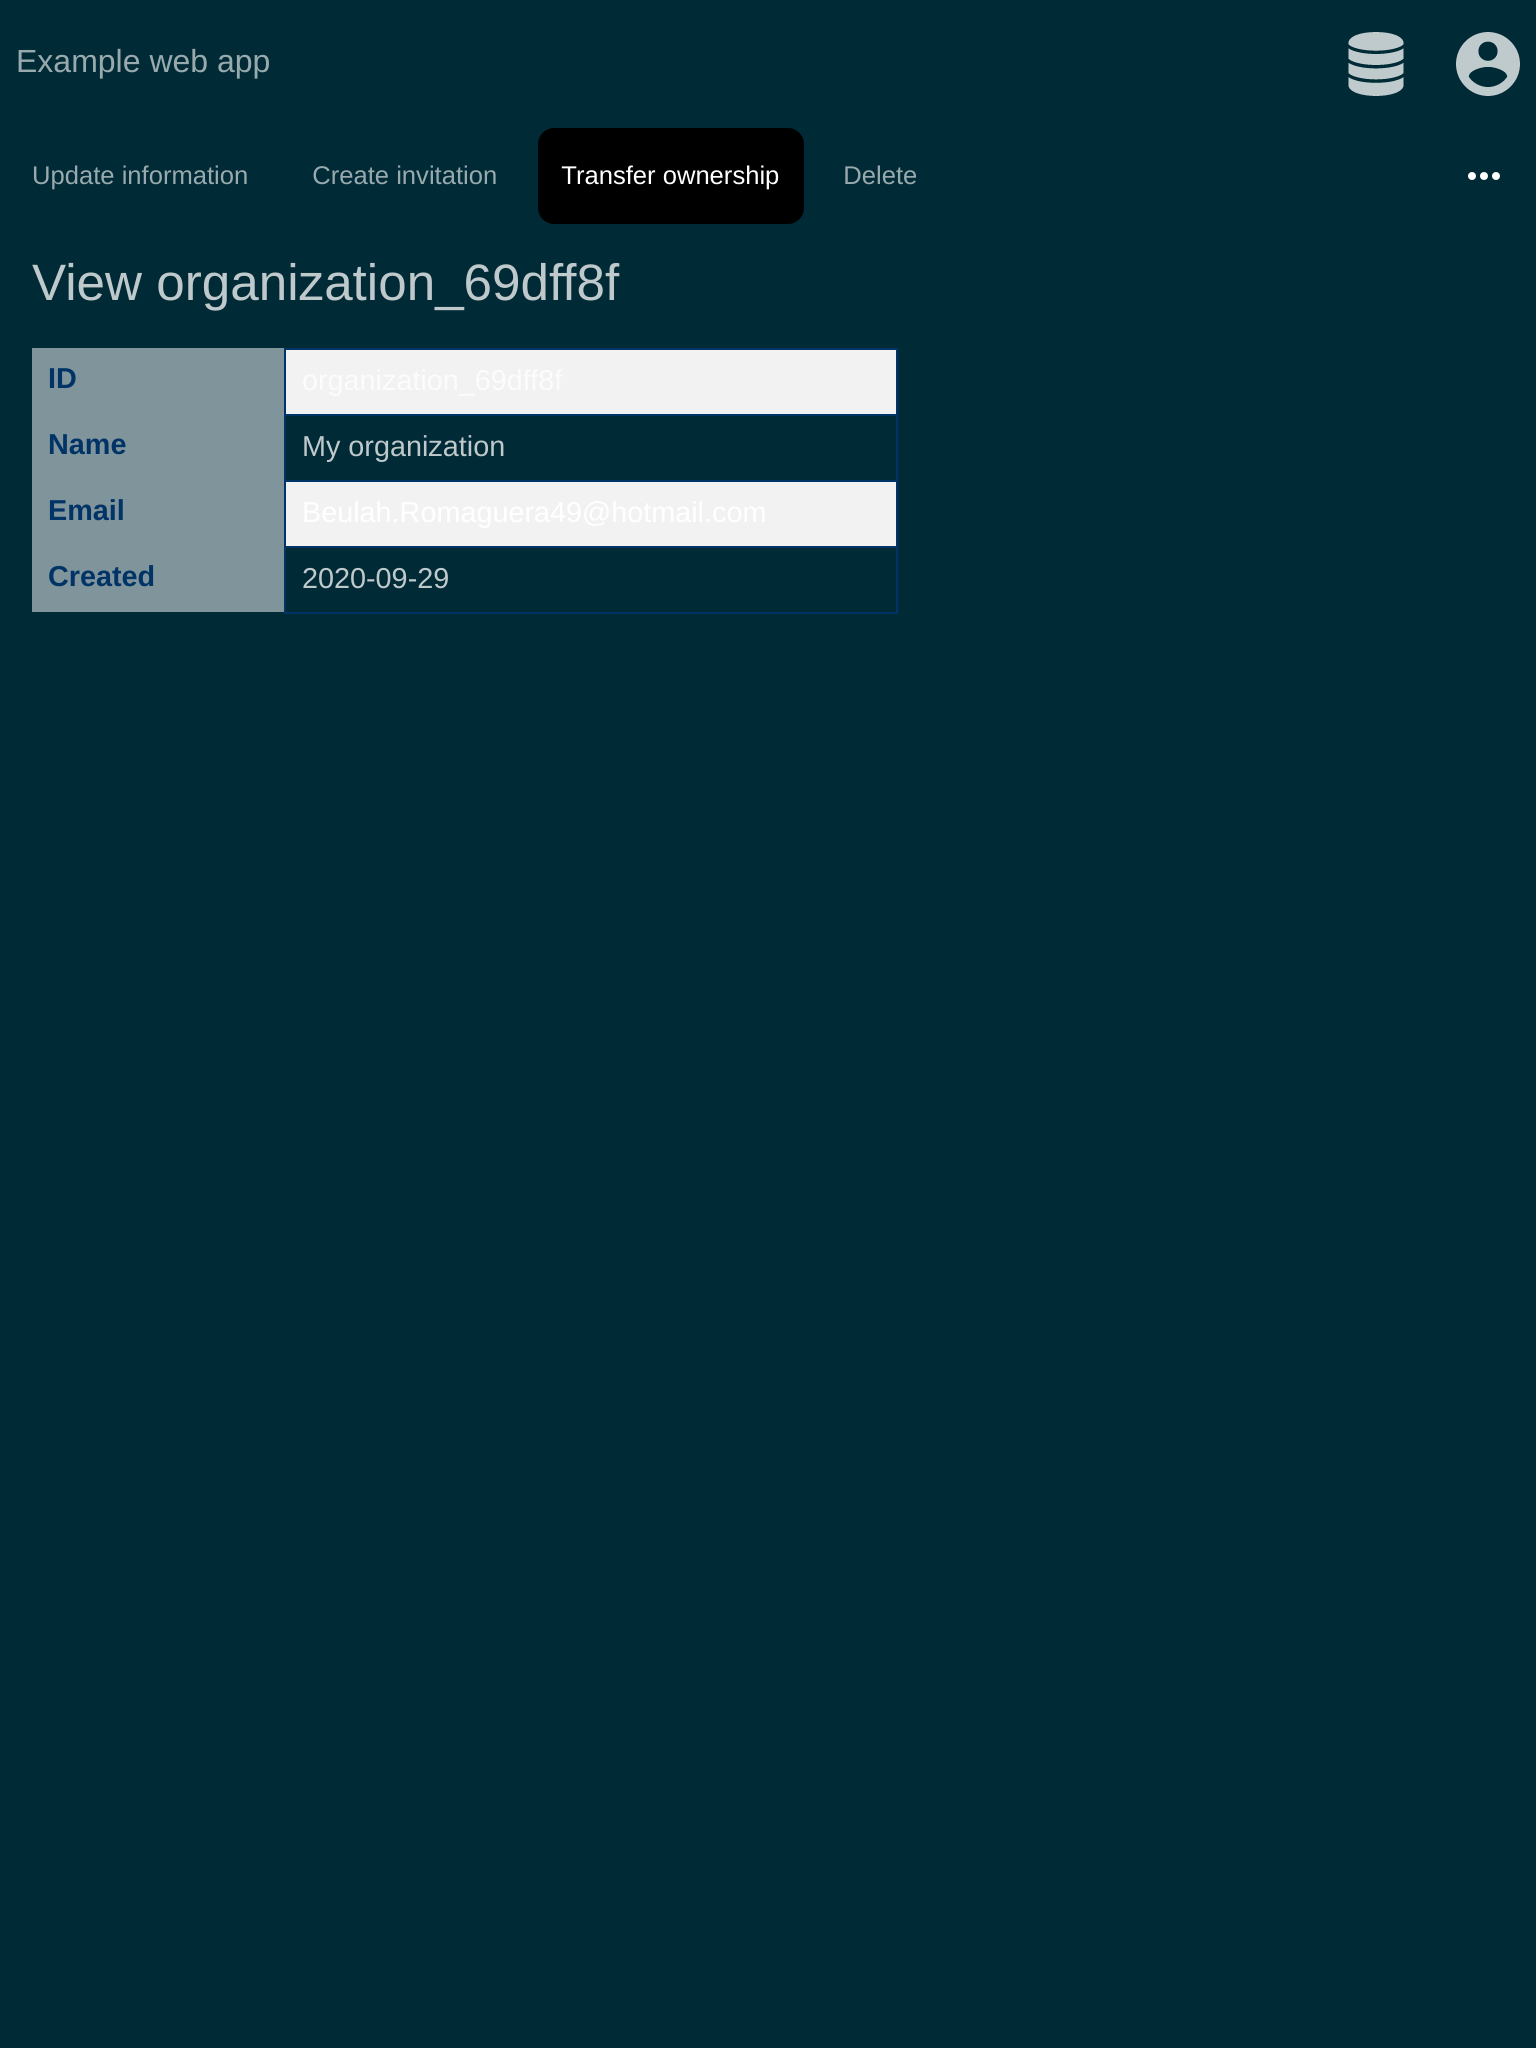 Example web app
Update information Create invitation Transfer ownership Delete
View organization_69dff8f
ID organization_69dff8f
Name My organization
Email Beulah.Romaguera49@hotmail.com
Created 2020-09-29